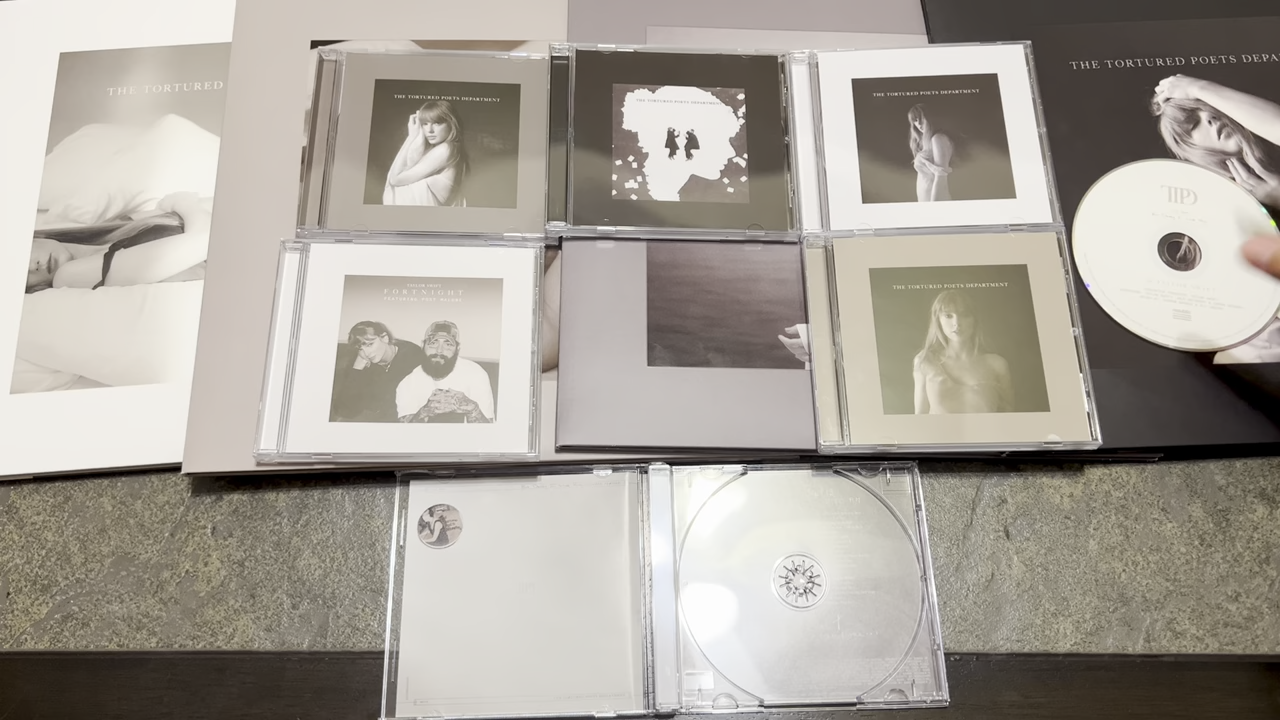 THE TORTURED
THE TORTURED POETS DEPARTMENT
THE TORTURED POETS DEPARTMENT
THE TORTURED POETS DEPARTMENT
THE TORTURED POETS DEPA
TTPD
TAYLOR SWIFT
FORTNIGHT
FEATURING POST MALONE
THE TORTURED POETS DEPARTMENT